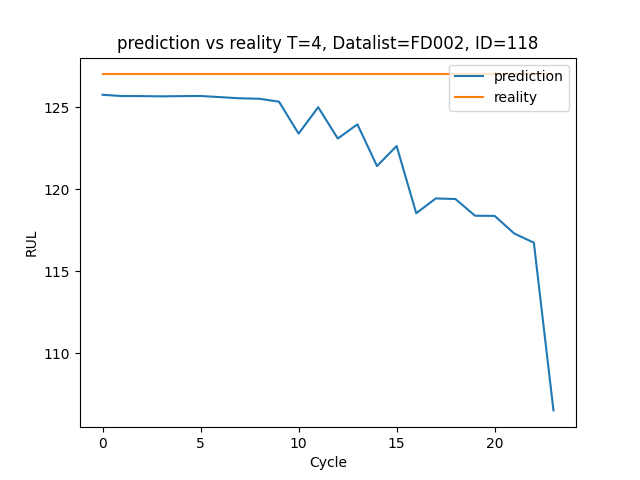 prediction vs reality T=4, Datalist=FD002, ID=118
prediction
reality
125
120
115
110
RUL
0
5
10
15
20
Cycle